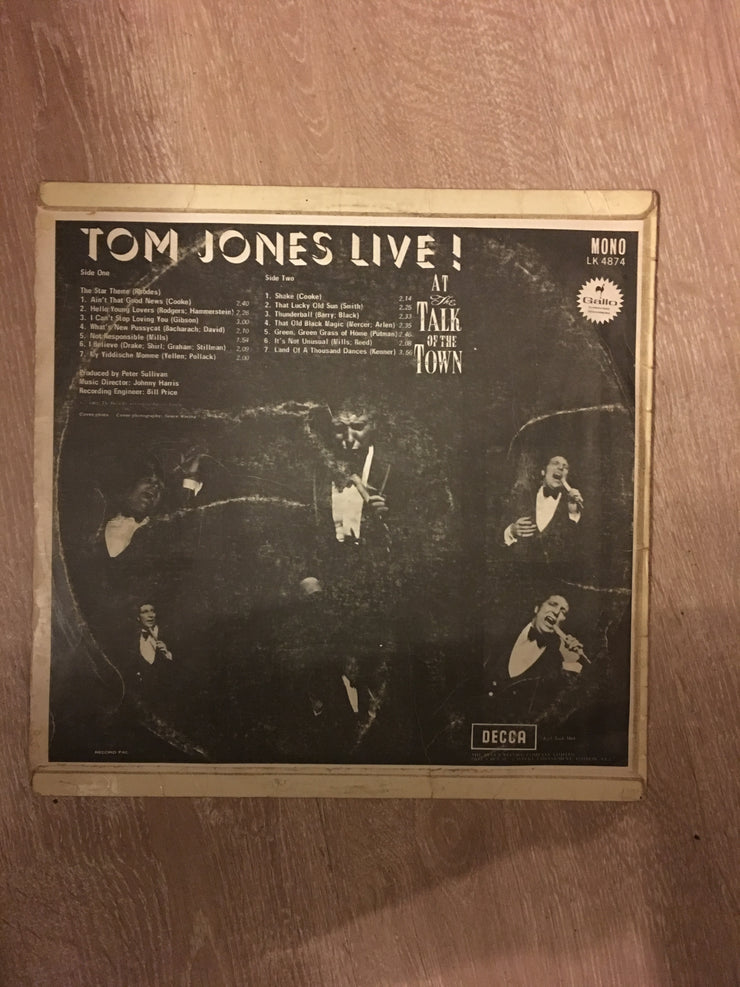 TOM JONES LIVE!
AT
The
TALK
OF THE
TOWN
MONO
LK 4874
Gallo
Side One
The Star Theme (Rhodes)
1. Ain't That Good News (Cooke) 2.40
2. Hello Young Lovers (Rodgers; Hammerstein) 2.26
3. I Can't Stop Loving You (Gibson) 3.00
4. What's New Pussycat (Bacharach; David) 2.10
5. Not Responsible (Mills) 1.54
6. I Believe (Drake; Shirl; Graham; Stillman) 2.09
7. My Yiddische Momme (Yellen; Pollack) 2.00
Produced by Peter Sullivan
Music Director: Johnny Harris
Recording Engineer: Bill Price
Side Two
1. Shake (Cooke) 2.14
2. That Lucky Old Sun (Smith) 2.25
3. Thunderball (Barry; Black) 2.33
4. That Old Black Magic (Mercer; Arlen) 2.35
5. Green, Green Grass of Home (Putman) 2.40
6. It's Not Unusual (Mills; Reed) 2.08
7. Land Of A Thousand Dances (Kenner) 3.56
DECCA
RECORD PAC